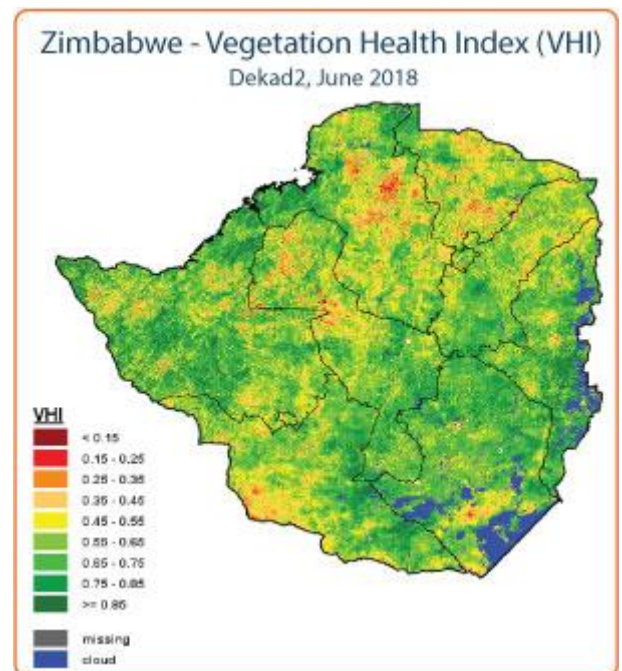 Zimbabwe - Vegetation Health Index (VHI)
Dekad2, June 2018
VHI
< 0.15
0.15 - 0.25
0.25 - 0.35
0.35 - 0.45
0.45 - 0.55
0.55 - 0.65
0.65 - 0.75
0.75 - 0.85
>= 0.85
missing
cloud